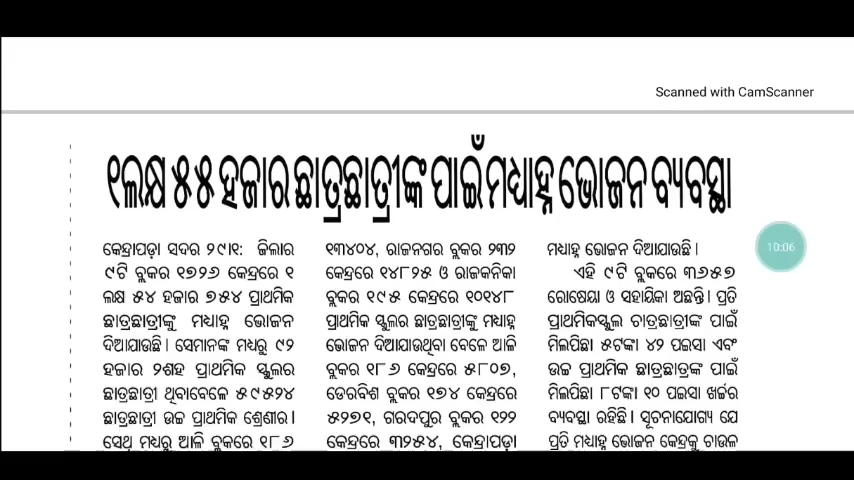 Scanned with CamScanner
୧ଲକ୍ଷ ୫୫ ହଜାର ଛାତ୍ରଛାତ୍ରୀଙ୍କ ପାଇଁ ମଧ୍ୟାହ୍ନ ଭୋଜନ ବ୍ୟବସ୍ଥା
କେନ୍ଦ୍ରାପଡ଼ା ସଦର ୨୯।୧: ଜିଲାର
୯ଟି ବ୍ଲକର ୧୭୨୬ କେନ୍ଦ୍ରରେ ୧
ଲକ୍ଷ ୫୪ ହଜାର ୭୫୪ ପ୍ରାଥମିକ
ଛାତ୍ରଛାତ୍ରୀଙ୍କୁ ମଧ୍ୟାହ୍ନ ଭୋଜନ
ଦିଆଯାଉଛି। ସେମାନଙ୍କ ମଧ୍ୟରୁ ୯୨
ହଜାର ୨ଶହ ପ୍ରାଥମିକ ସ୍କୁଲର
ଛାତ୍ରଛାତ୍ରୀ ଥିବାବେଳେ ୫୯୫୨୪
ଛାତ୍ରଛାତ୍ରୀ ଉଚ୍ଚ ପ୍ରାଥମିକ ଶ୍ରେଣୀର।
ସେଥି ମଧ୍ୟରୁ ଆଳି ବ୍ଲକରେ ୧୮୬
୧୩୪୦୪, ରାଜନଗର ବ୍ଲକର ୨୩୨
କେନ୍ଦ୍ରରେ ୧୪୮୨୫ ଓ ରାଜକନିକା
ବ୍ଲକର ୧୯୫ କେନ୍ଦ୍ରରେ ୧୦୧୪୮
ପ୍ରାଥମିକ ସ୍କୁଲର ଛାତ୍ରଛାତ୍ରୀଙ୍କୁ ମଧ୍ୟାହ୍ନ
ଭୋଜନ ଦିଆଯାଉଥିବା ବେଳେ ଆଳି
ବ୍ଲକର ୧୮୬ କେନ୍ଦ୍ରରେ ୫୮୦୭,
ଡେରବିଶ ବ୍ଲକର ୧୭୪ କେନ୍ଦ୍ରରେ
୫୨୭୧, ଗରଦପୁର ବ୍ଲକର ୧୨୨
କେନ୍ଦ୍ରରେ ୩୨୫୪, କେନ୍ଦ୍ରାପଡ଼ା
ମଧ୍ୟାହ୍ନ ଭୋଜନ ଦିଆଯାଉଛି।
ଏହି ୯ଟି ବ୍ଲକରେ ୩୬୫୭
ରୋଷେୟା ଓ ସହାୟିକା ଅଛନ୍ତି। ପ୍ରତି
ପ୍ରାଥମିକସ୍କୁଲ ଚାତ୍ରଛାତ୍ରୀଙ୍କ ପାଇଁ
ମିଲପିଛା ୫ଟଙ୍କା ୪୨ ପଇସା ଏବଂ
ଉଚ୍ଚ ପ୍ରାଥମିକ ଛାତ୍ରଛାତ୍ରଙ୍କ ପାଇଁ
ମିଲପିଛା ୮ଟଙ୍କା ୧୦ ପଇସା ଖର୍ଚ୍ଚର
ବ୍ୟବସ୍ଥା ରହିଛି। ସୂଚନାଯୋଗ୍ୟ ଯେ
ପ୍ରତି ମଧ୍ୟାହ୍ନ ଭୋଜନ କେନ୍ଦ୍ରକୁ ଚାଉଳ
10:06